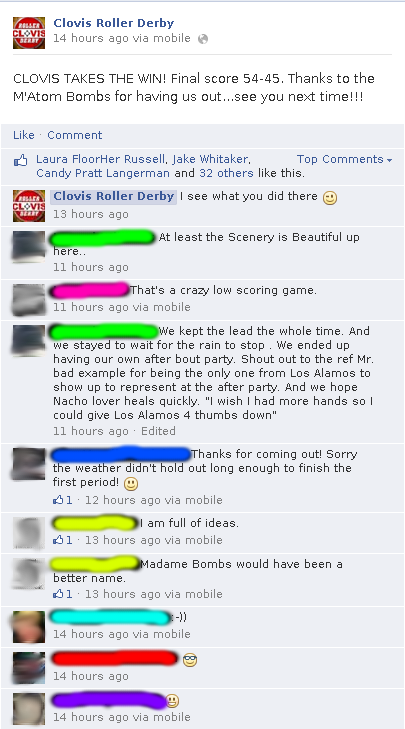 Clovis Roller Derby
14 hours ago via mobile
CLOVIS TAKES THE WIN! Final score 54-45. Thanks to the
M'Atom Bombs for having us out...see you next time!!!
Like · Comment
Laura FloorHer Russell, Jake Whitaker, Top Comments
Candy Pratt Langerman and 32 others like this.
Clovis Roller Derby I see what you did there
13 hours ago
At least the Scenery is Beautiful up
here..
11 hours ago
That's a crazy low scoring game.
11 hours ago via mobile
We kept the lead the whole time. And
we stayed to wait for the rain to stop . We ended up
having our own after bout party. Shout out to the ref Mr.
bad example for being the only one from Los Alamos to
show up to represent at the after party. And we hope
Nacho lover heals quickly. "I wish I had more hands so I
could give Los Alamos 4 thumbs down"
11 hours ago · Edited
Thanks for coming out! Sorry
the weather didn't hold out long enough to finish the
first period!
1 · 12 hours ago via mobile
I am full of ideas.
1 · 13 hours ago via mobile
Madame Bombs would have been a
better name.
1 · 13 hours ago via mobile
:-))
14 hours ago via mobile
14 hours ago
14 hours ago via mobile